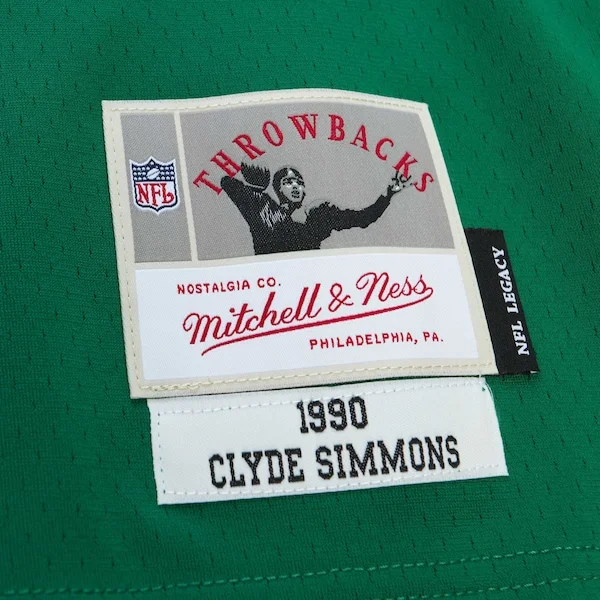 THROWBACKS
NFL
NOSTALGIA CO.
Mitchell & Ness
PHILADELPHIA, PA.
NFL LEGACY
1990
CLYDE SIMMONS